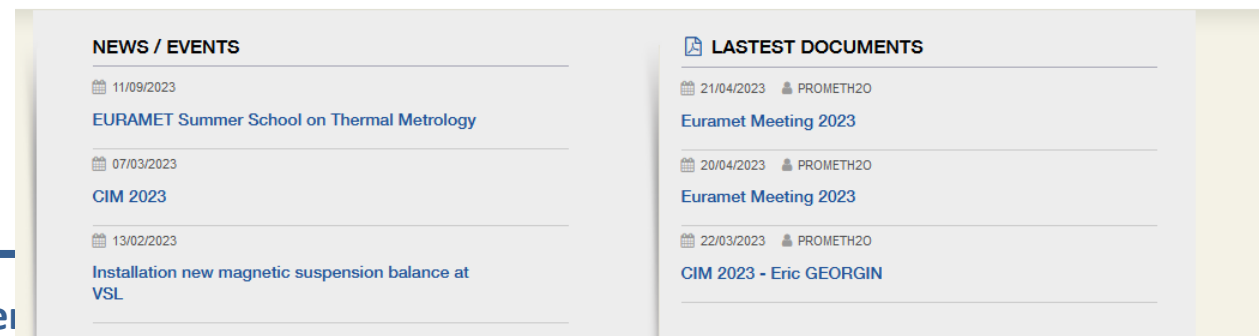 NEWS / EVENTS
11/09/2023
EURAMET Summer School on Thermal Metrology
07/03/2023
CIM 2023
13/02/2023
Installation new magnetic suspension balance at
VSL
LASTEST DOCUMENTS
21/04/2023 PROMETH2O
Euramet Meeting 2023
20/04/2023 PROMETH2O
Euramet Meeting 2023
22/03/2023 PROMETH2O
CIM 2023 - Eric GEORGIN